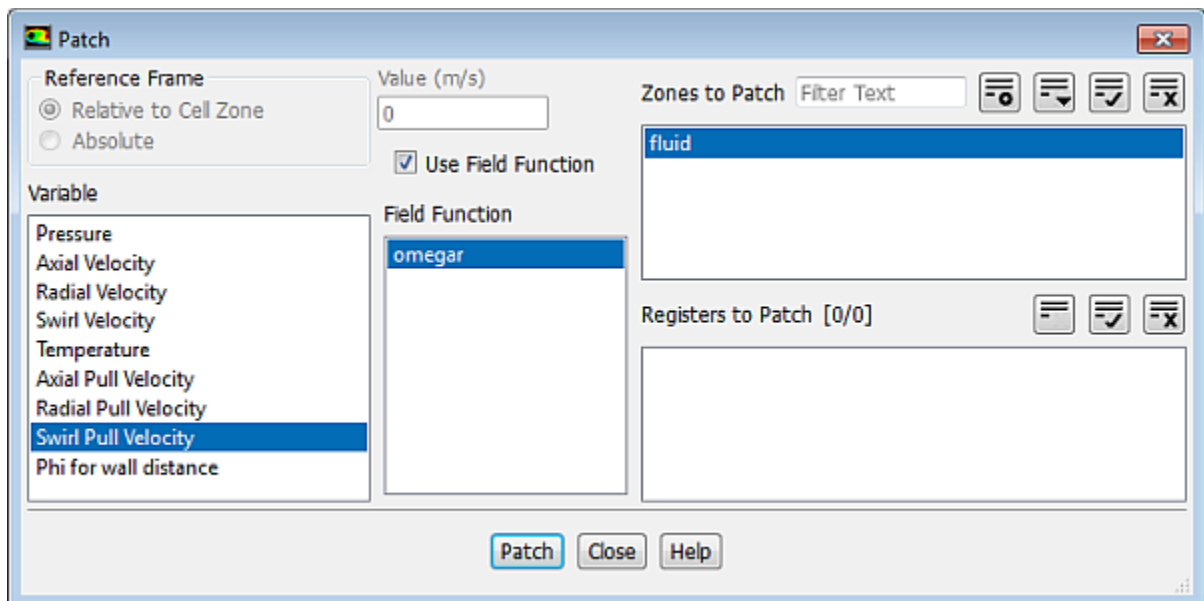 Patch
Reference Frame
Relative to Cell Zone
Absolute
Variable
Pressure
Axial Velocity
Radial Velocity
Swirl Velocity
Temperature
Axial Pull Velocity
Radial Pull Velocity
Swirl Pull Velocity
Phi for wall distance
Value (m/s)
0
Use Field Function
Field Function
omegar
Zones to Patch Filter Text
fluid
Registers to Patch [0/0]
Patch Close Help